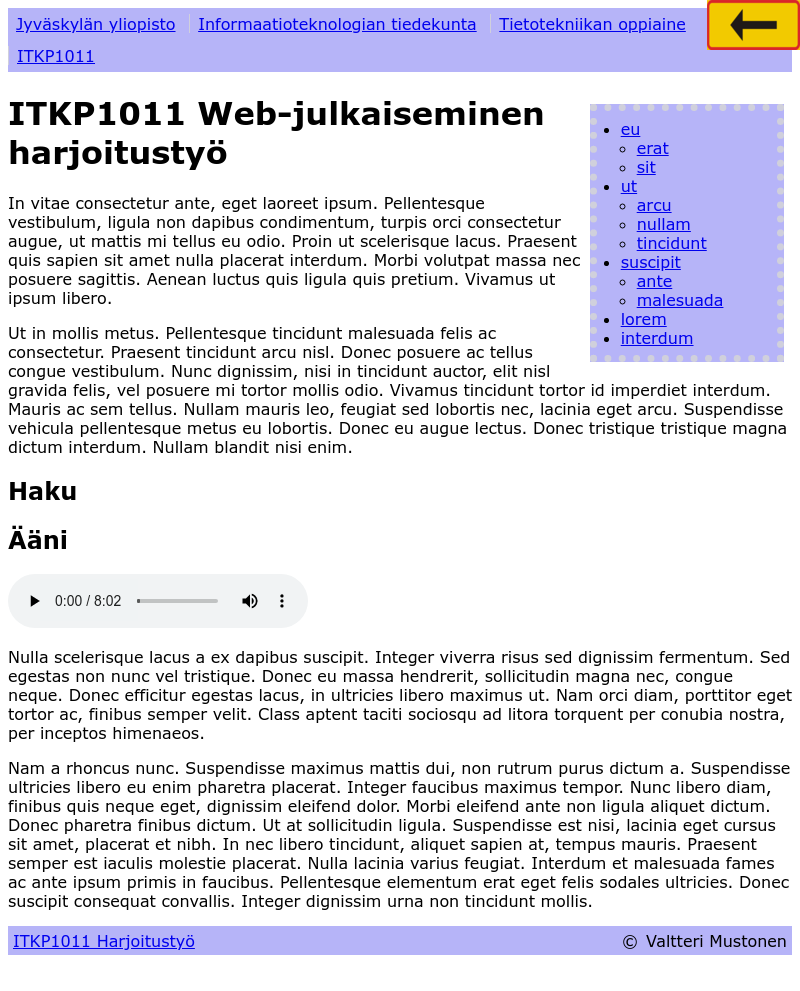 Jyväskylän yliopisto Informaatioteknologian tiedekunta Tietotekniikan oppiaine
ITKP1011
ITKP1011 Web-julkaiseminen
harjoitustyö
eu
erat
sit
ut
arcu
nullam
tincidunt
suscipit
ante
malesuada
lorem
interdum
In vitae consectetur ante, eget laoreet ipsum. Pellentesque
vestibulum, ligula non dapibus condimentum, turpis orci consectetur
augue, ut mattis mi tellus eu odio. Proin ut scelerisque lacus. Praesent
quis sapien sit amet nulla placerat interdum. Morbi volutpat massa nec
posuere sagittis. Aenean luctus quis ligula quis pretium. Vivamus ut
ipsum libero.
Ut in mollis metus. Pellentesque tincidunt malesuada felis ac
consectetur. Praesent tincidunt arcu nisl. Donec posuere ac tellus
congue vestibulum. Nunc dignissim, nisi in tincidunt auctor, elit nisl
gravida felis, vel posuere mi tortor mollis odio. Vivamus tincidunt tortor id imperdiet interdum.
Mauris ac sem tellus. Nullam mauris leo, feugiat sed lobortis nec, lacinia eget arcu. Suspendisse
vehicula pellentesque metus eu lobortis. Donec eu augue lectus. Donec tristique tristique magna
dictum interdum. Nullam blandit nisi enim.
Haku
Ääni
0:00 / 8:02
Nulla scelerisque lacus a ex dapibus suscipit. Integer viverra risus sed dignissim fermentum. Sed
egestas non nunc vel tristique. Donec eu massa hendrerit, sollicitudin magna nec, congue
neque. Donec efficitur egestas lacus, in ultricies libero maximus ut. Nam orci diam, porttitor eget
tortor ac, finibus semper velit. Class aptent taciti sociosqu ad litora torquent per conubia nostra,
per inceptos himenaeos.
Nam a rhoncus nunc. Suspendisse maximus mattis dui, non rutrum purus dictum a. Suspendisse
ultricies libero eu enim pharetra placerat. Integer faucibus maximus tempor. Nunc libero diam,
finibus quis neque eget, dignissim eleifend dolor. Morbi eleifend ante non ligula aliquet dictum.
Donec pharetra finibus dictum. Ut at sollicitudin ligula. Suspendisse est nisi, lacinia eget cursus
sit amet, placerat et nibh. In nec libero tincidunt, aliquet sapien at, tempus mauris. Praesent
semper est iaculis molestie placerat. Nulla lacinia varius feugiat. Interdum et malesuada fames
ac ante ipsum primis in faucibus. Pellentesque elementum erat eget felis sodales ultricies. Donec
suscipit consequat convallis. Integer dignissim urna non tincidunt mollis.
ITKP1011 Harjoitustyö © Valtteri Mustonen